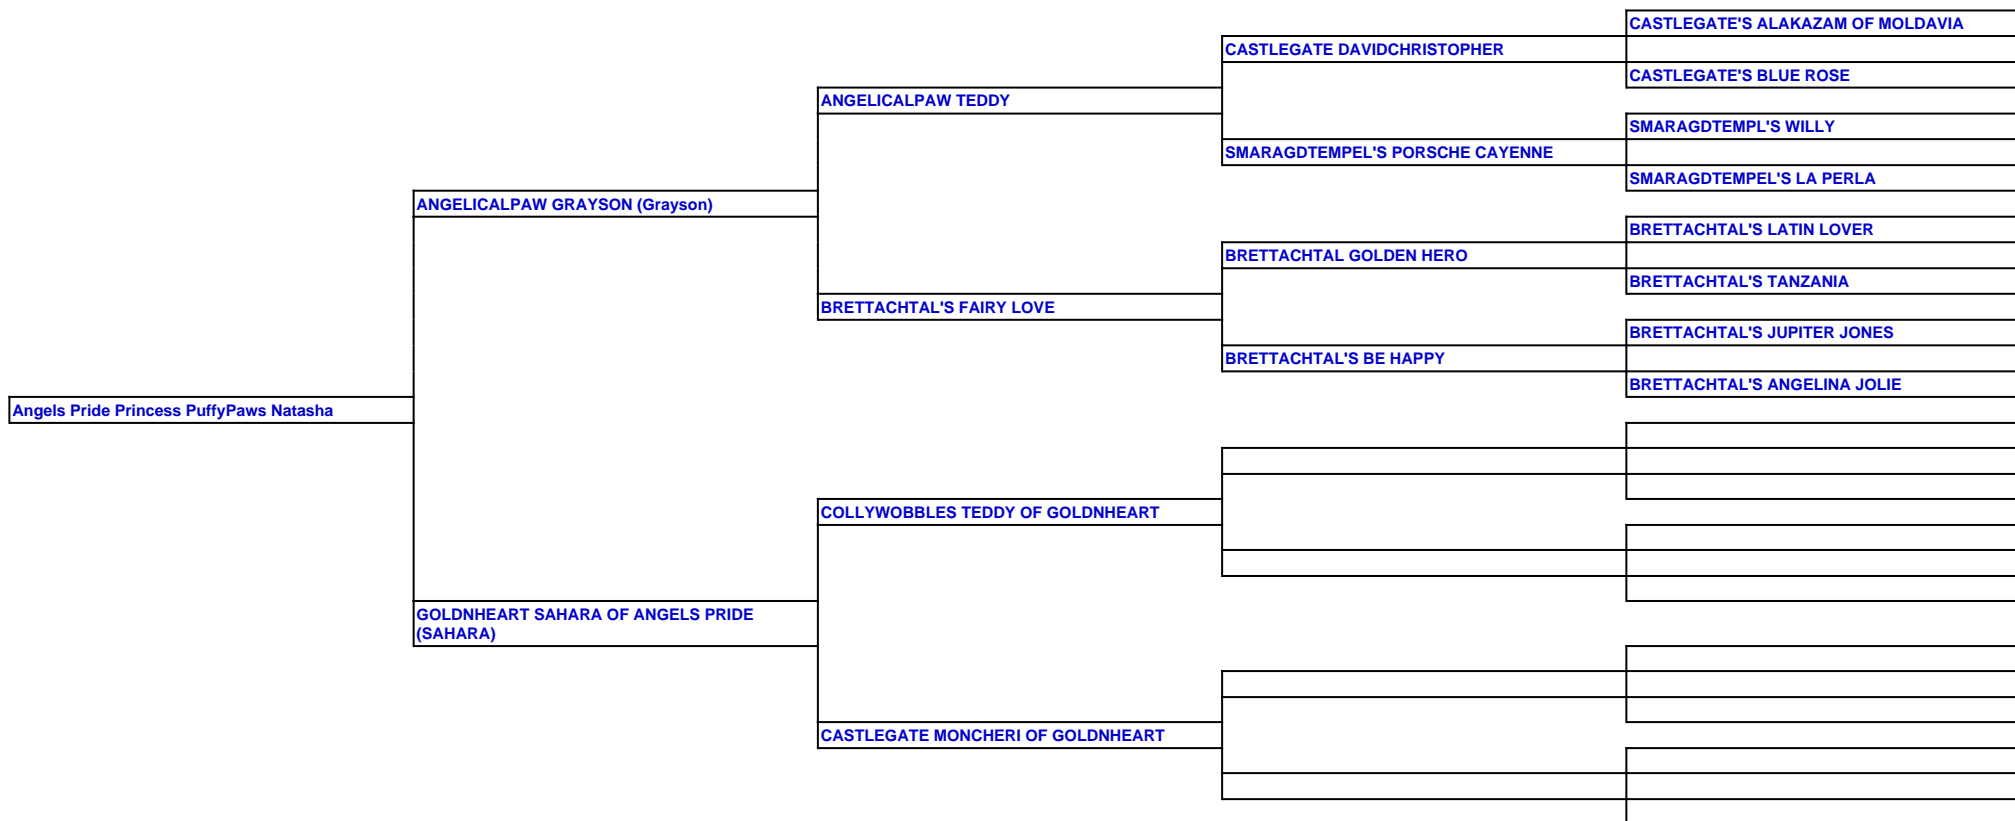 CASTLEGATE'S ALAKAZAM OF MOLDAVIA
CASTLEGATE DAVIDCHRISTOPHER
CASTLEGATE'S BLUE ROSE
ANGELICALPAW TEDDY
SMARAGDTEMPL'S WILLY
SMARAGDTEMPEL'S PORSCHE CAYENNE
SMARAGDTEMPEL'S LA PERLA
ANGELICALPAW GRAYSON (Grayson)
BRETTACHTAL'S LATIN LOVER
BRETTACHTAL GOLDEN HERO
BRETTACHTAL'S TANZANIA
BRETTACHTAL'S FAIRY LOVE
BRETTACHTAL'S JUPITER JONES
BRETTACHTAL'S BE HAPPY
BRETTACHTAL'S ANGELINA JOLIE
Angels Pride Princess PuffyPaws Natasha
COLLYWOBBLES TEDDY OF GOLDNHEART
GOLDNHEART SAHARA OF ANGELS PRIDE
(SAHARA)
CASTLEGATE MONCHERI OF GOLDNHEART